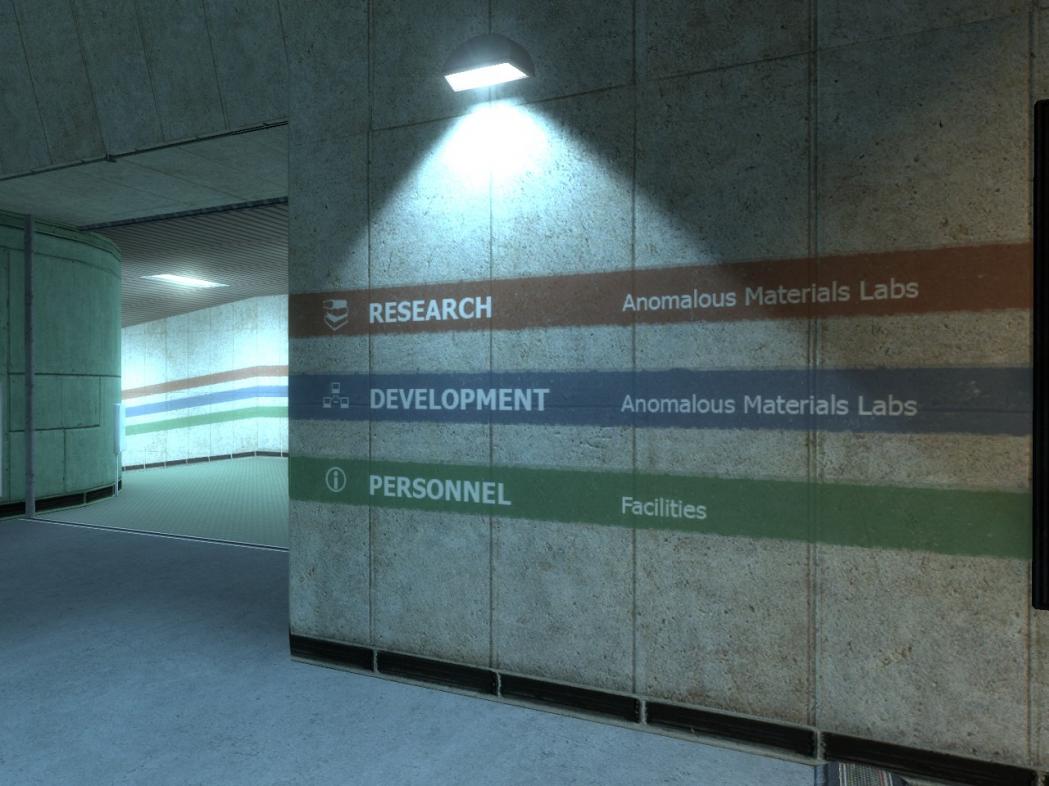 RESEARCH Anomalous Materials Labs
DEVELOPMENT Anomalous Materials Labs
PERSONNEL Facilities